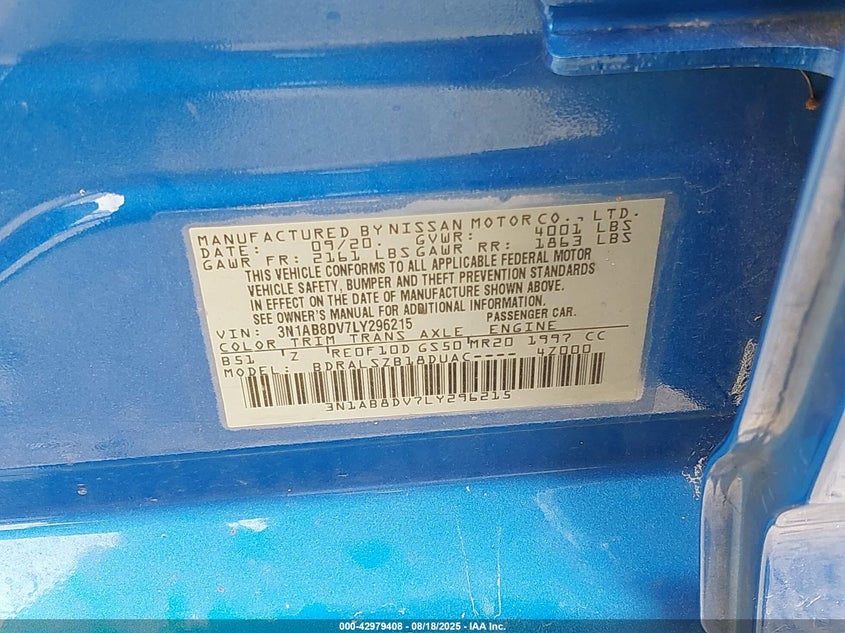 MANUFACTURED BY NISSAN MOTOR CO., LTD.
DATE: 09/20 GVWR: 4001 LBS
GAWR FR: 2161 LBS GAWR RR: 1863 LBS
THIS VEHICLE CONFORMS TO ALL APPLICABLE FEDERAL MOTOR
VEHICLE SAFETY, BUMPER AND THEFT PREVENTION STANDARDS
IN EFFECT ON THE DATE OF MANUFACTURE SHOWN ABOVE.
SEE OWNER'S MANUAL FOR ADDITIONAL INFORMATION.
VIN: 3N1AB8DV7LY296215 PASSENGER CAR.
COLOR TRIM TRANS AXLE ENGINE
B51 Z RE0F10D GS50 MR20 1997 CC
MODEL: BDRALSZB18DUAC---- 4Z000
3N1AB8DV7LY296215
000-42979408 - 08/18/2025 - IAA Inc.